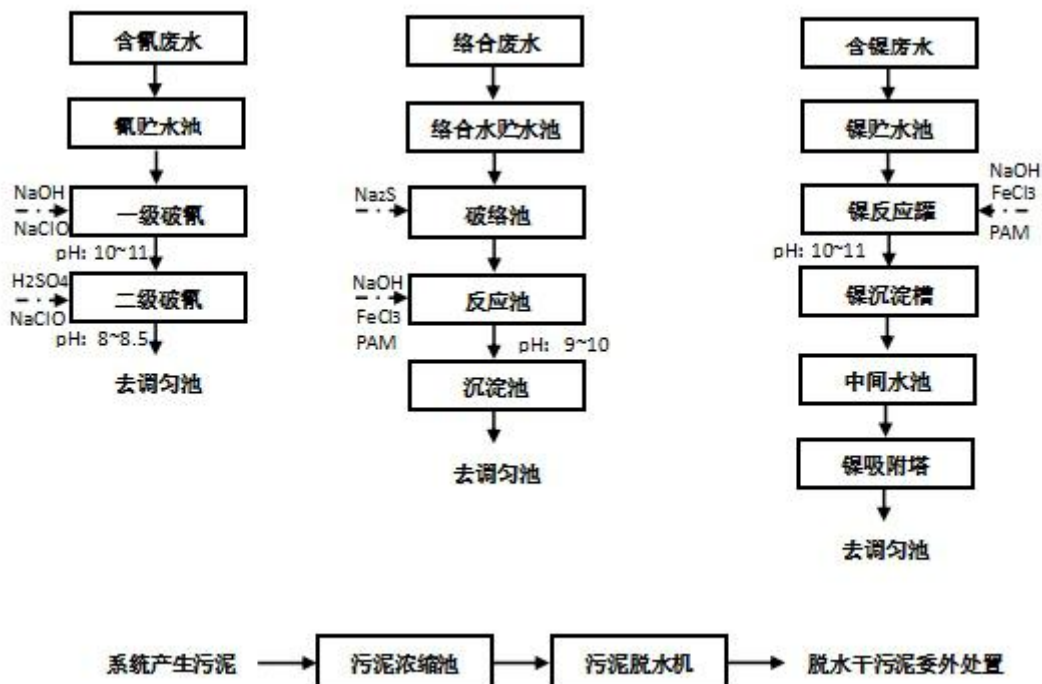 含氰废水
氰贮水池
NaOH
NaClO
一级破氰
pH: 10~11
H2SO4
NaClO
二级破氰
pH: 8~8.5
去调匀池
络合废水
络合水贮水池
Na2S
破络池
NaOH
FeCl3
PAM
反应池
pH: 9~10
沉淀池
去调匀池
含镍废水
镍贮水池
NaOH
FeCl3
PAM
镍反应罐
pH: 10~11
镍沉淀槽
中间水池
镍吸附塔
去调匀池
系统产生污泥
污泥浓缩池
污泥脱水机
脱水干污泥委外处置